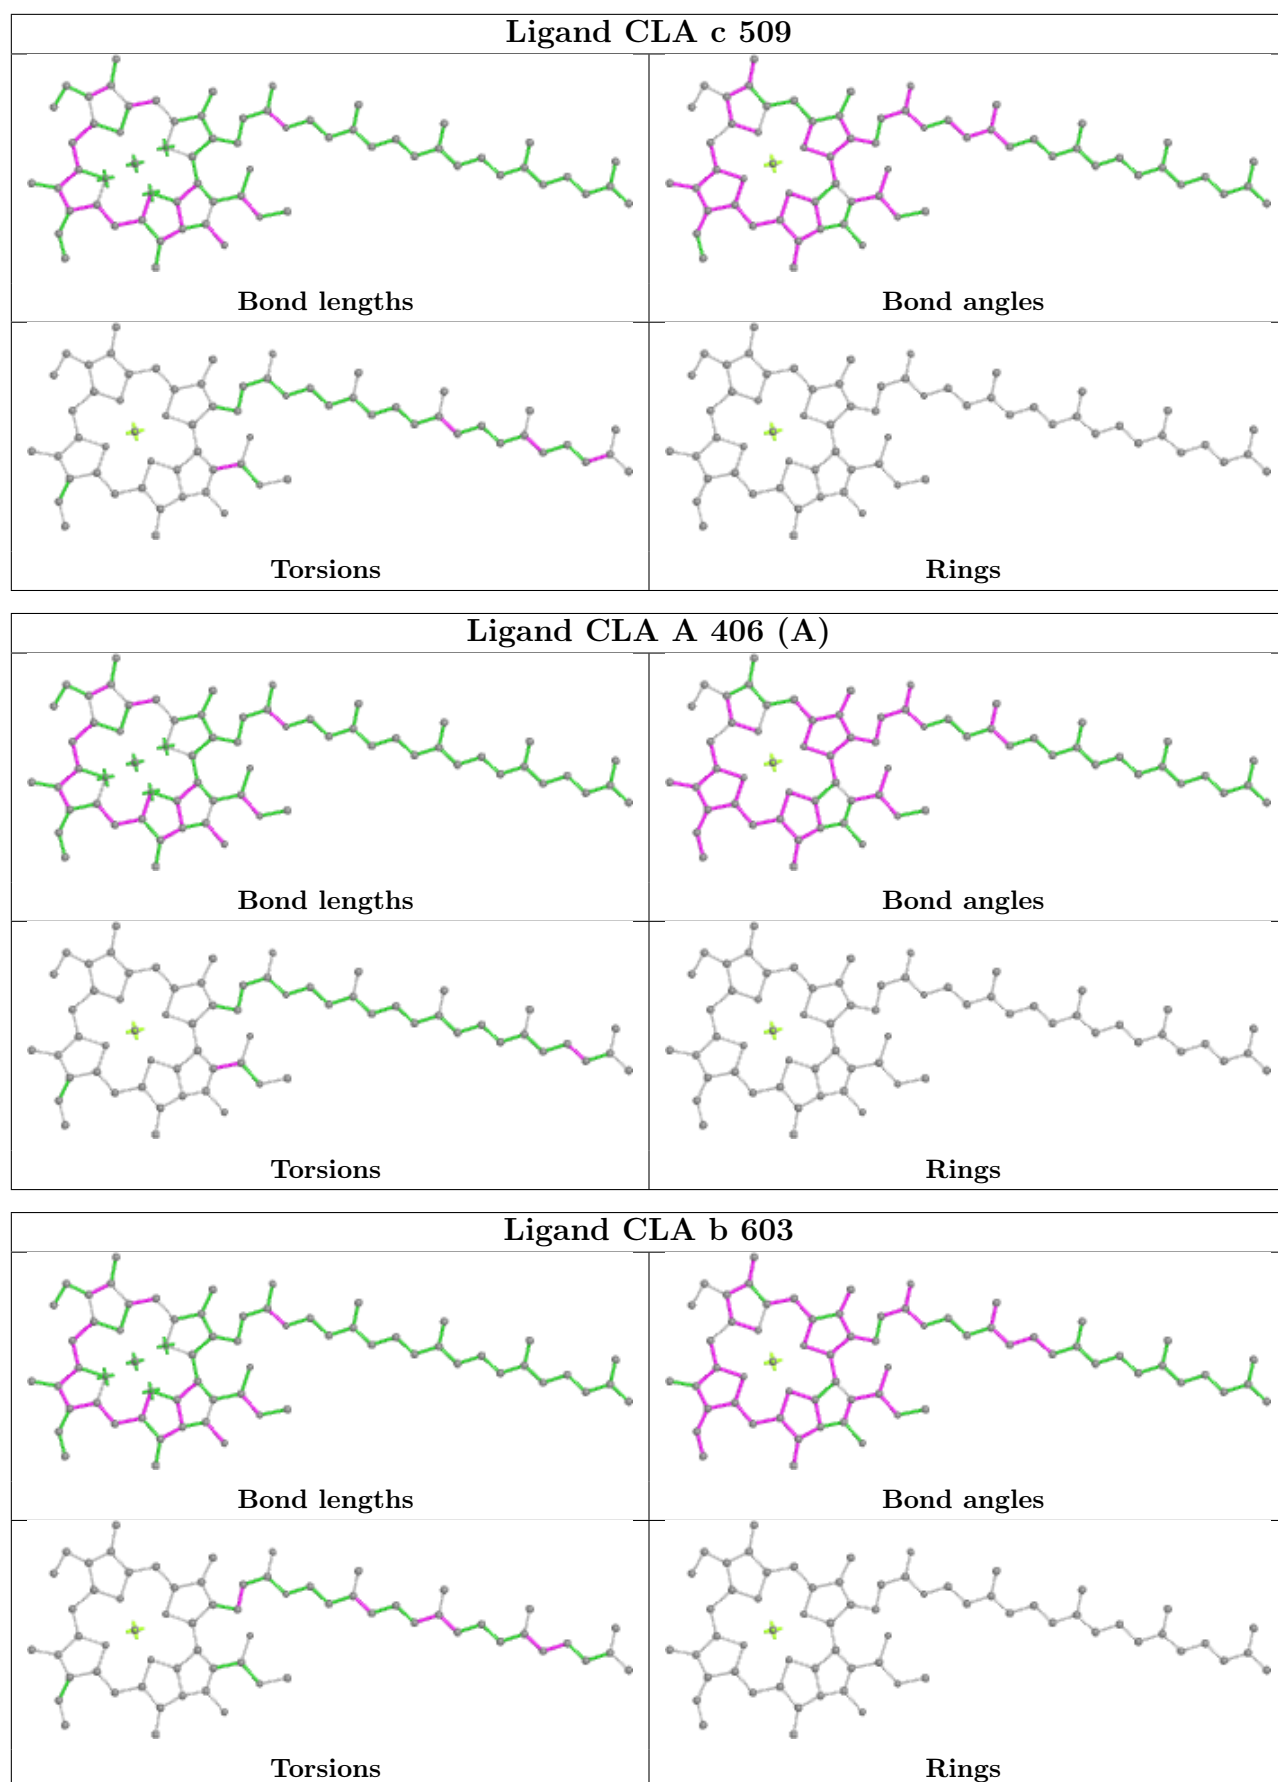 Ligand CLA c 509
Bond lengths
Bond angles
Torsions
Rings
Ligand CLA A 406 (A)
Bond lengths
Bond angles
Torsions
Rings
Ligand CLA b 603
Bond lengths
Bond angles
Torsions
Rings